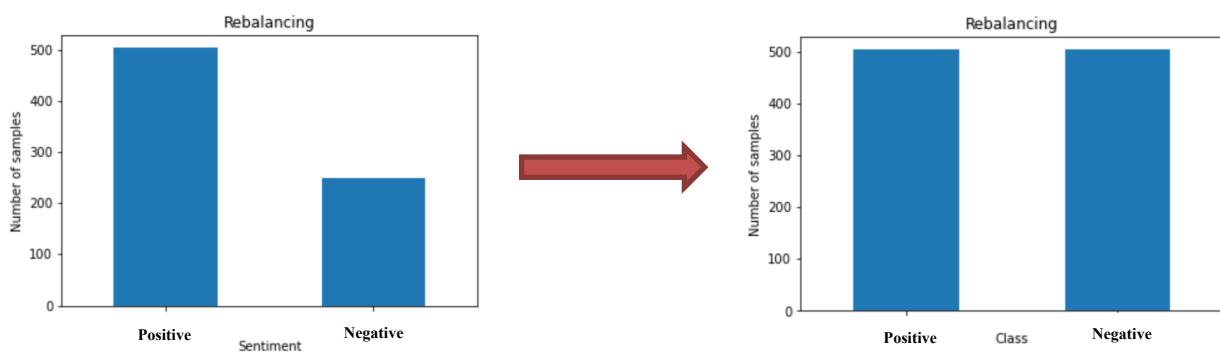 Rebalancing
Number of samples
500
400
300
200
100
0
Positive
Negative
Sentiment
Rebalancing
Number of samples
500
400
300
200
100
0
Positive
Class
Negative